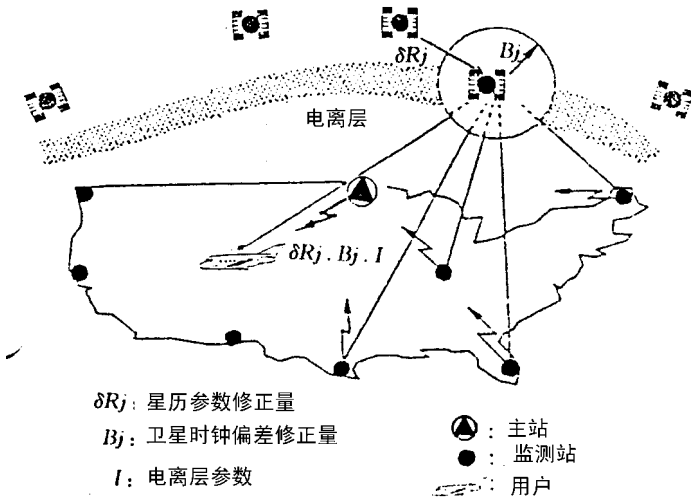 δRj
Bj
电离层
δRj . Bj . I
δRj：星历参数修正量
Bj：卫星时钟偏差修正量
I：电离层参数
：主站
：监测站
：用户